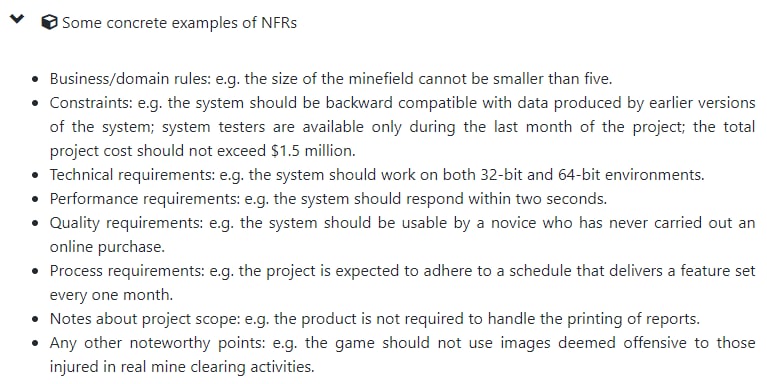 Some concrete examples of NFRs
• Business/domain rules: e.g. the size of the minefield cannot be smaller than five.
• Constraints: e.g. the system should be backward compatible with data produced by earlier versions
of the system; system testers are available only during the last month of the project; the total
project cost should not exceed $1.5 million.
• Technical requirements: e.g. the system should work on both 32-bit and 64-bit environments.
• Performance requirements: e.g. the system should respond within two seconds.
• Quality requirements: e.g. the system should be usable by a novice who has never carried out an
online purchase.
• Process requirements: e.g. the project is expected to adhere to a schedule that delivers a feature set
every one month.
• Notes about project scope: e.g. the product is not required to handle the printing of reports.
• Any other noteworthy points: e.g. the game should not use images deemed offensive to those
injured in real mine clearing activities.